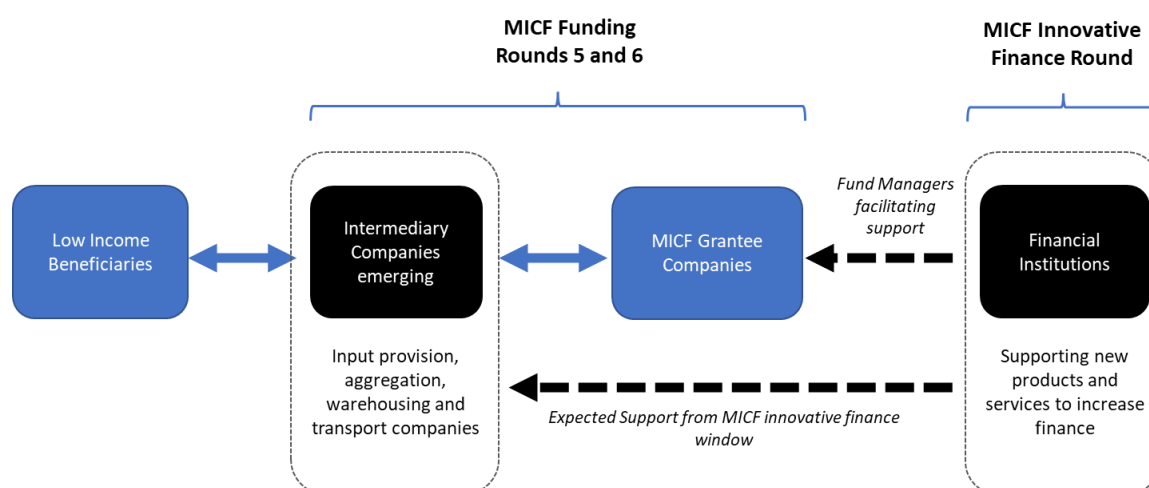 MICF Funding
Rounds 5 and 6
MICF Innovative
Finance Round
Low Income
Beneficiaries
Intermediary
Companies
emerging
MICF Grantee
Companies
Fund Managers
facilitating
support
Financial
Institutions
Input provision,
aggregation,
warehousing and
transport companies
Expected Support from MICF innovative finance
window
Supporting new
products and
services to increase
finance